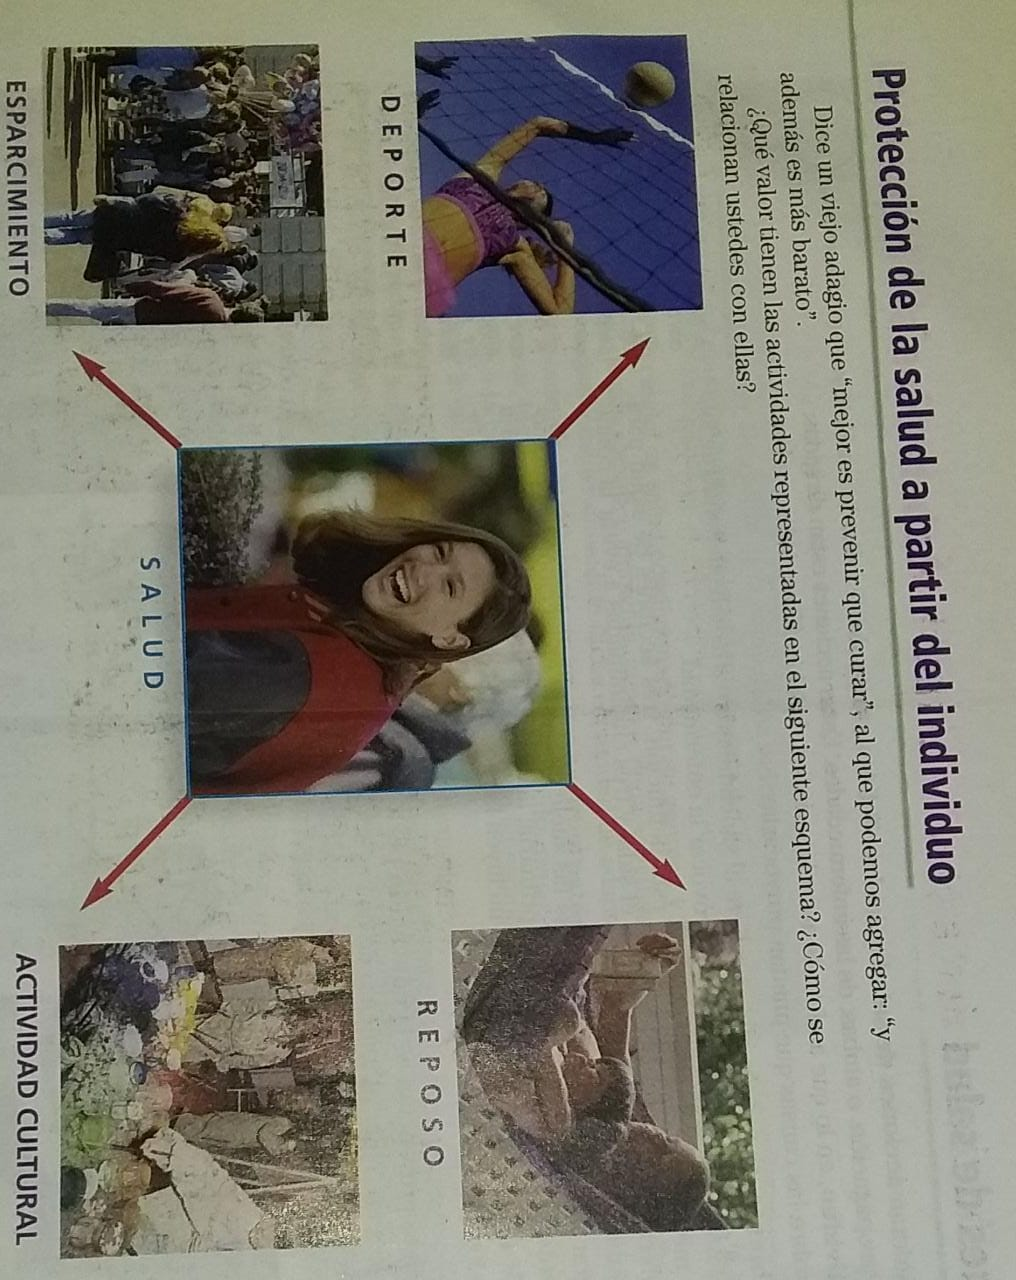 Protección de la salud a partir del individuo
Dice un viejo adagio que “mejor es prevenir que curar”, al que podemos agregar: “y
además es más barato”.
¿Qué valor tienen las actividades representadas en el siguiente esquema? ¿Cómo se
relacionan ustedes con ellas?
DEPORTE
REPOSO
SALUD
ESPARCIMIENTO
ACTIVIDAD CULTURAL